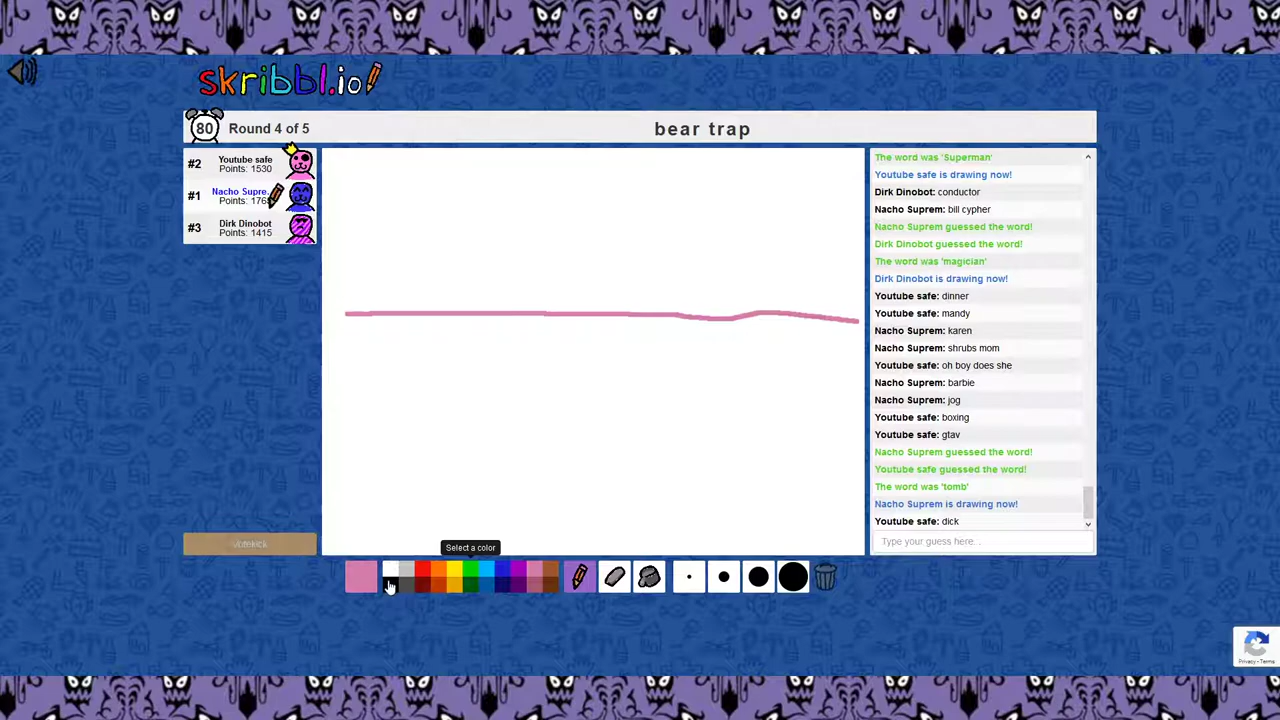 skribbl.io
80
Round 4 of 5
bear trap
#2
Youtube safe
Points: 1530
#1
Nacho Supre..
Points: 176
#3
Dirk Dinobot
Points: 1415
Votekick
The word was 'Superman'
Youtube safe is drawing now!
Dirk Dinobot: conductor
Nacho Suprem: bill cypher
Nacho Suprem guessed the word!
Dirk Dinobot guessed the word!
The word was 'magician'
Dirk Dinobot is drawing now!
Youtube safe: dinner
Youtube safe: mandy
Nacho Suprem: karen
Nacho Suprem: shrubs mom
Youtube safe: oh boy does she
Nacho Suprem: barbie
Nacho Suprem: jog
Youtube safe: boxing
Youtube safe: gtav
Nacho Suprem guessed the word!
Youtube safe guessed the word!
The word was 'tomb'
Nacho Suprem is drawing now!
Youtube safe: dick
Type your guess here...
Select a color
Privacy - Terms